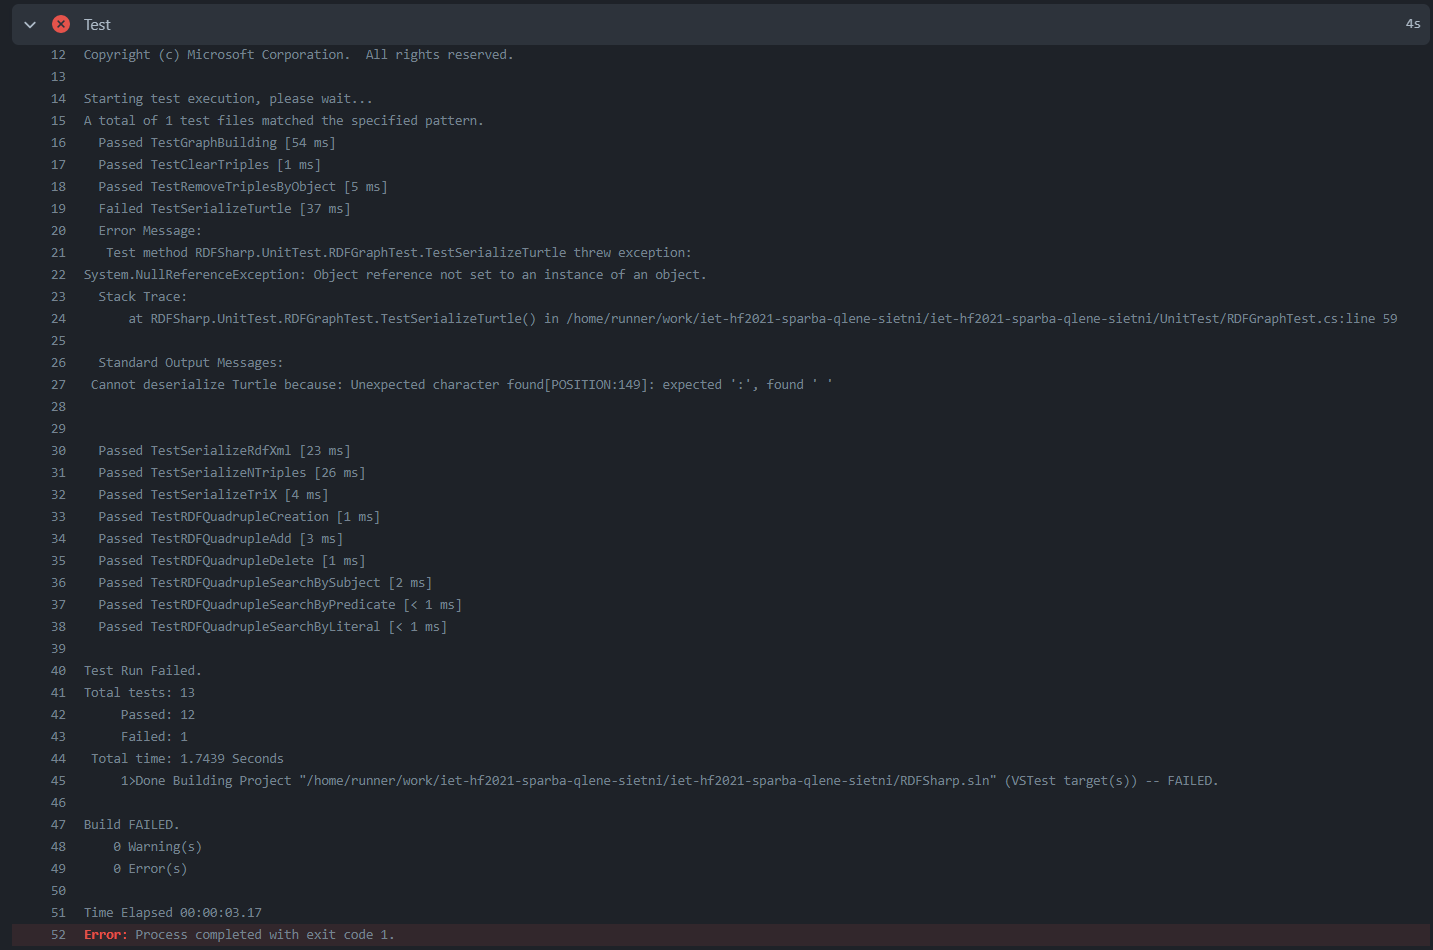 Test 4s
12 Copyright (c) Microsoft Corporation.  All rights reserved.
13
14 Starting test execution, please wait...
15 A total of 1 test files matched the specified pattern.
16   Passed TestGraphBuilding [54 ms]
17   Passed TestClearTriples [1 ms]
18   Passed TestRemoveTriplesByObject [5 ms]
19   Failed TestSerializeTurtle [37 ms]
20   Error Message:
21    Test method RDFSharp.UnitTest.RDFGraphTest.TestSerializeTurtle threw exception:
22 System.NullReferenceException: Object reference not set to an instance of an object.
23   Stack Trace:
24       at RDFSharp.UnitTest.RDFGraphTest.TestSerializeTurtle() in /home/runner/work/iet-hf2021-sparba-qlene-sietni/iet-hf2021-sparba-qlene-sietni/UnitTest/RDFGraphTest.cs:line 59
25
26   Standard Output Messages:
27  Cannot deserialize Turtle because: Unexpected character found[POSITION:149]: expected ':', found ' '
28
29
30   Passed TestSerializeRdfXml [23 ms]
31   Passed TestSerializeNTriples [26 ms]
32   Passed TestSerializeTriX [4 ms]
33   Passed TestRDFQuadrupleCreation [1 ms]
34   Passed TestRDFQuadrupleAdd [3 ms]
35   Passed TestRDFQuadrupleDelete [1 ms]
36   Passed TestRDFQuadrupleSearchBySubject [2 ms]
37   Passed TestRDFQuadrupleSearchByPredicate [< 1 ms]
38   Passed TestRDFQuadrupleSearchByLiteral [< 1 ms]
39
40 Test Run Failed.
41 Total tests: 13
42      Passed: 12
43      Failed: 1
44  Total time: 1.7439 Seconds
45      1>Done Building Project "/home/runner/work/iet-hf2021-sparba-qlene-sietni/iet-hf2021-sparba-qlene-sietni/RDFSharp.sln" (VSTest target(s)) -- FAILED.
46
47 Build FAILED.
48     0 Warning(s)
49     0 Error(s)
50
51 Time Elapsed 00:00:03.17
52 Error: Process completed with exit code 1.